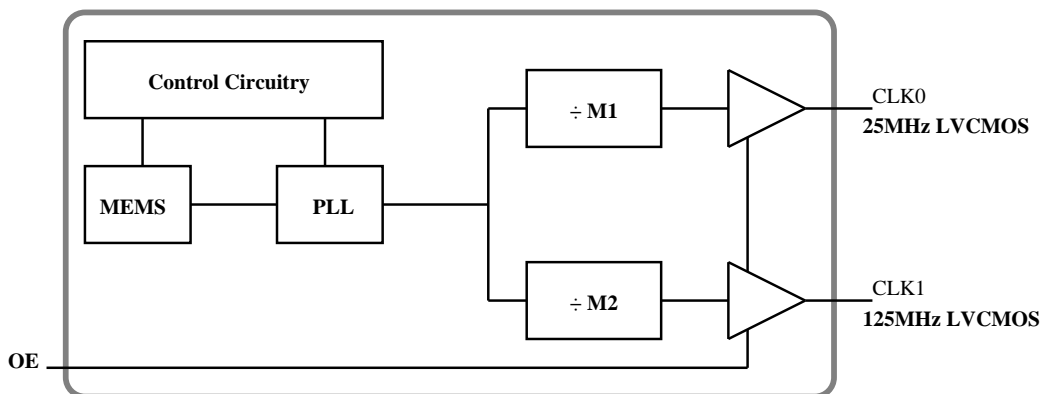 Control Circuitry
MEMS
PLL
÷ M1
÷ M2
CLK0
25MHz LVCMOS
CLK1
125MHz LVCMOS
OE